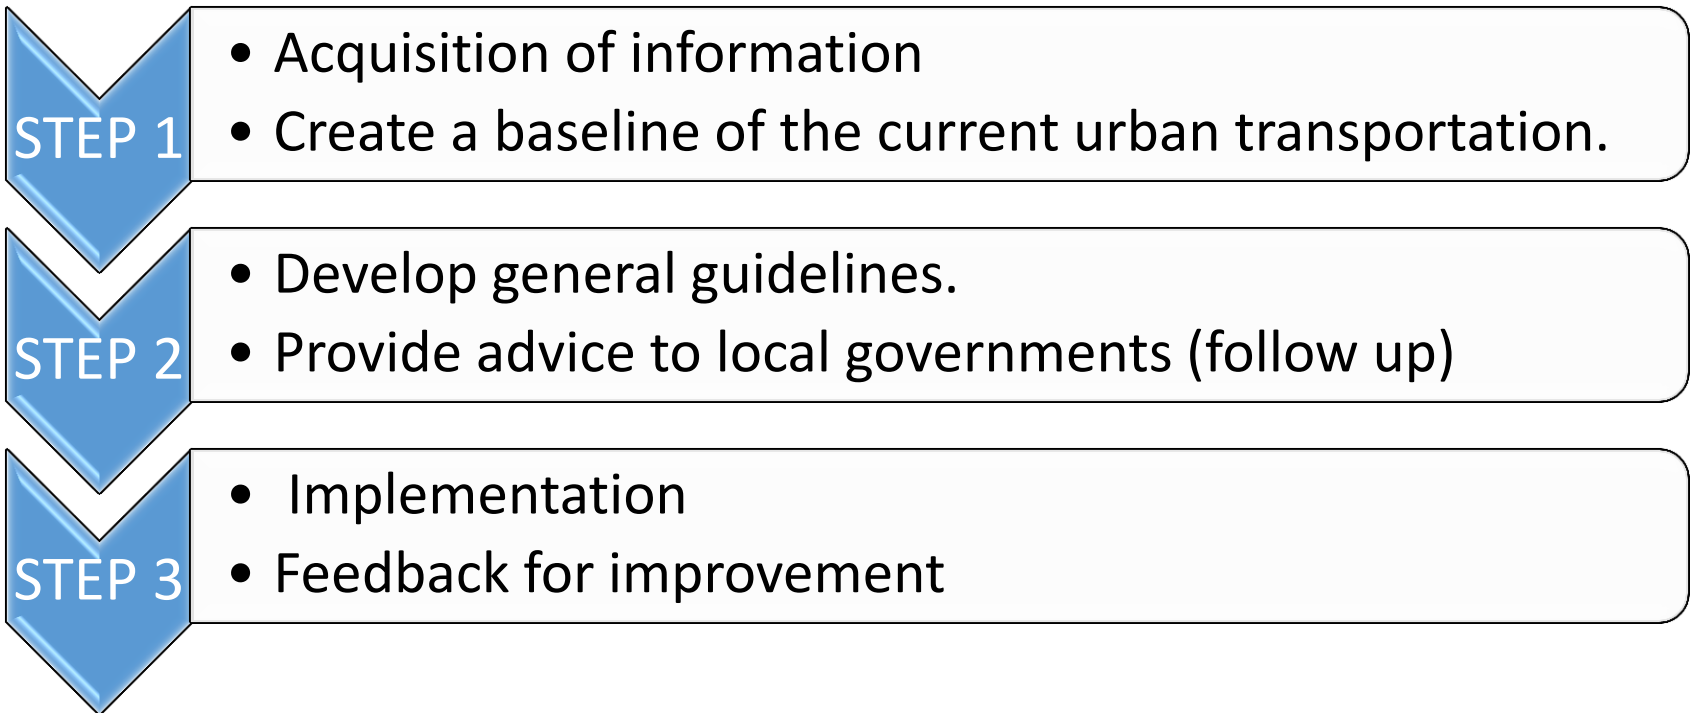 STEP 1
• Acquisition of information
• Create a baseline of the current urban transportation.
STEP 2
• Develop general guidelines.
• Provide advice to local governments (follow up)
STEP 3
• Implementation
• Feedback for improvement